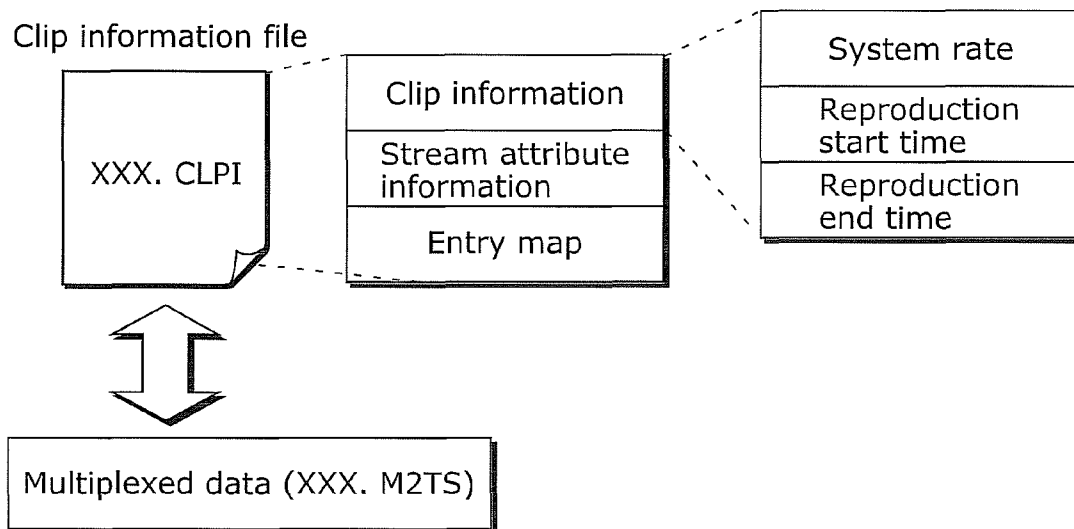 Clip information file
XXX. CLPI
Clip information
Stream attribute
information
Entry map
System rate
Reproduction
start time
Reproduction
end time
Multiplexed data (XXX. M2TS)